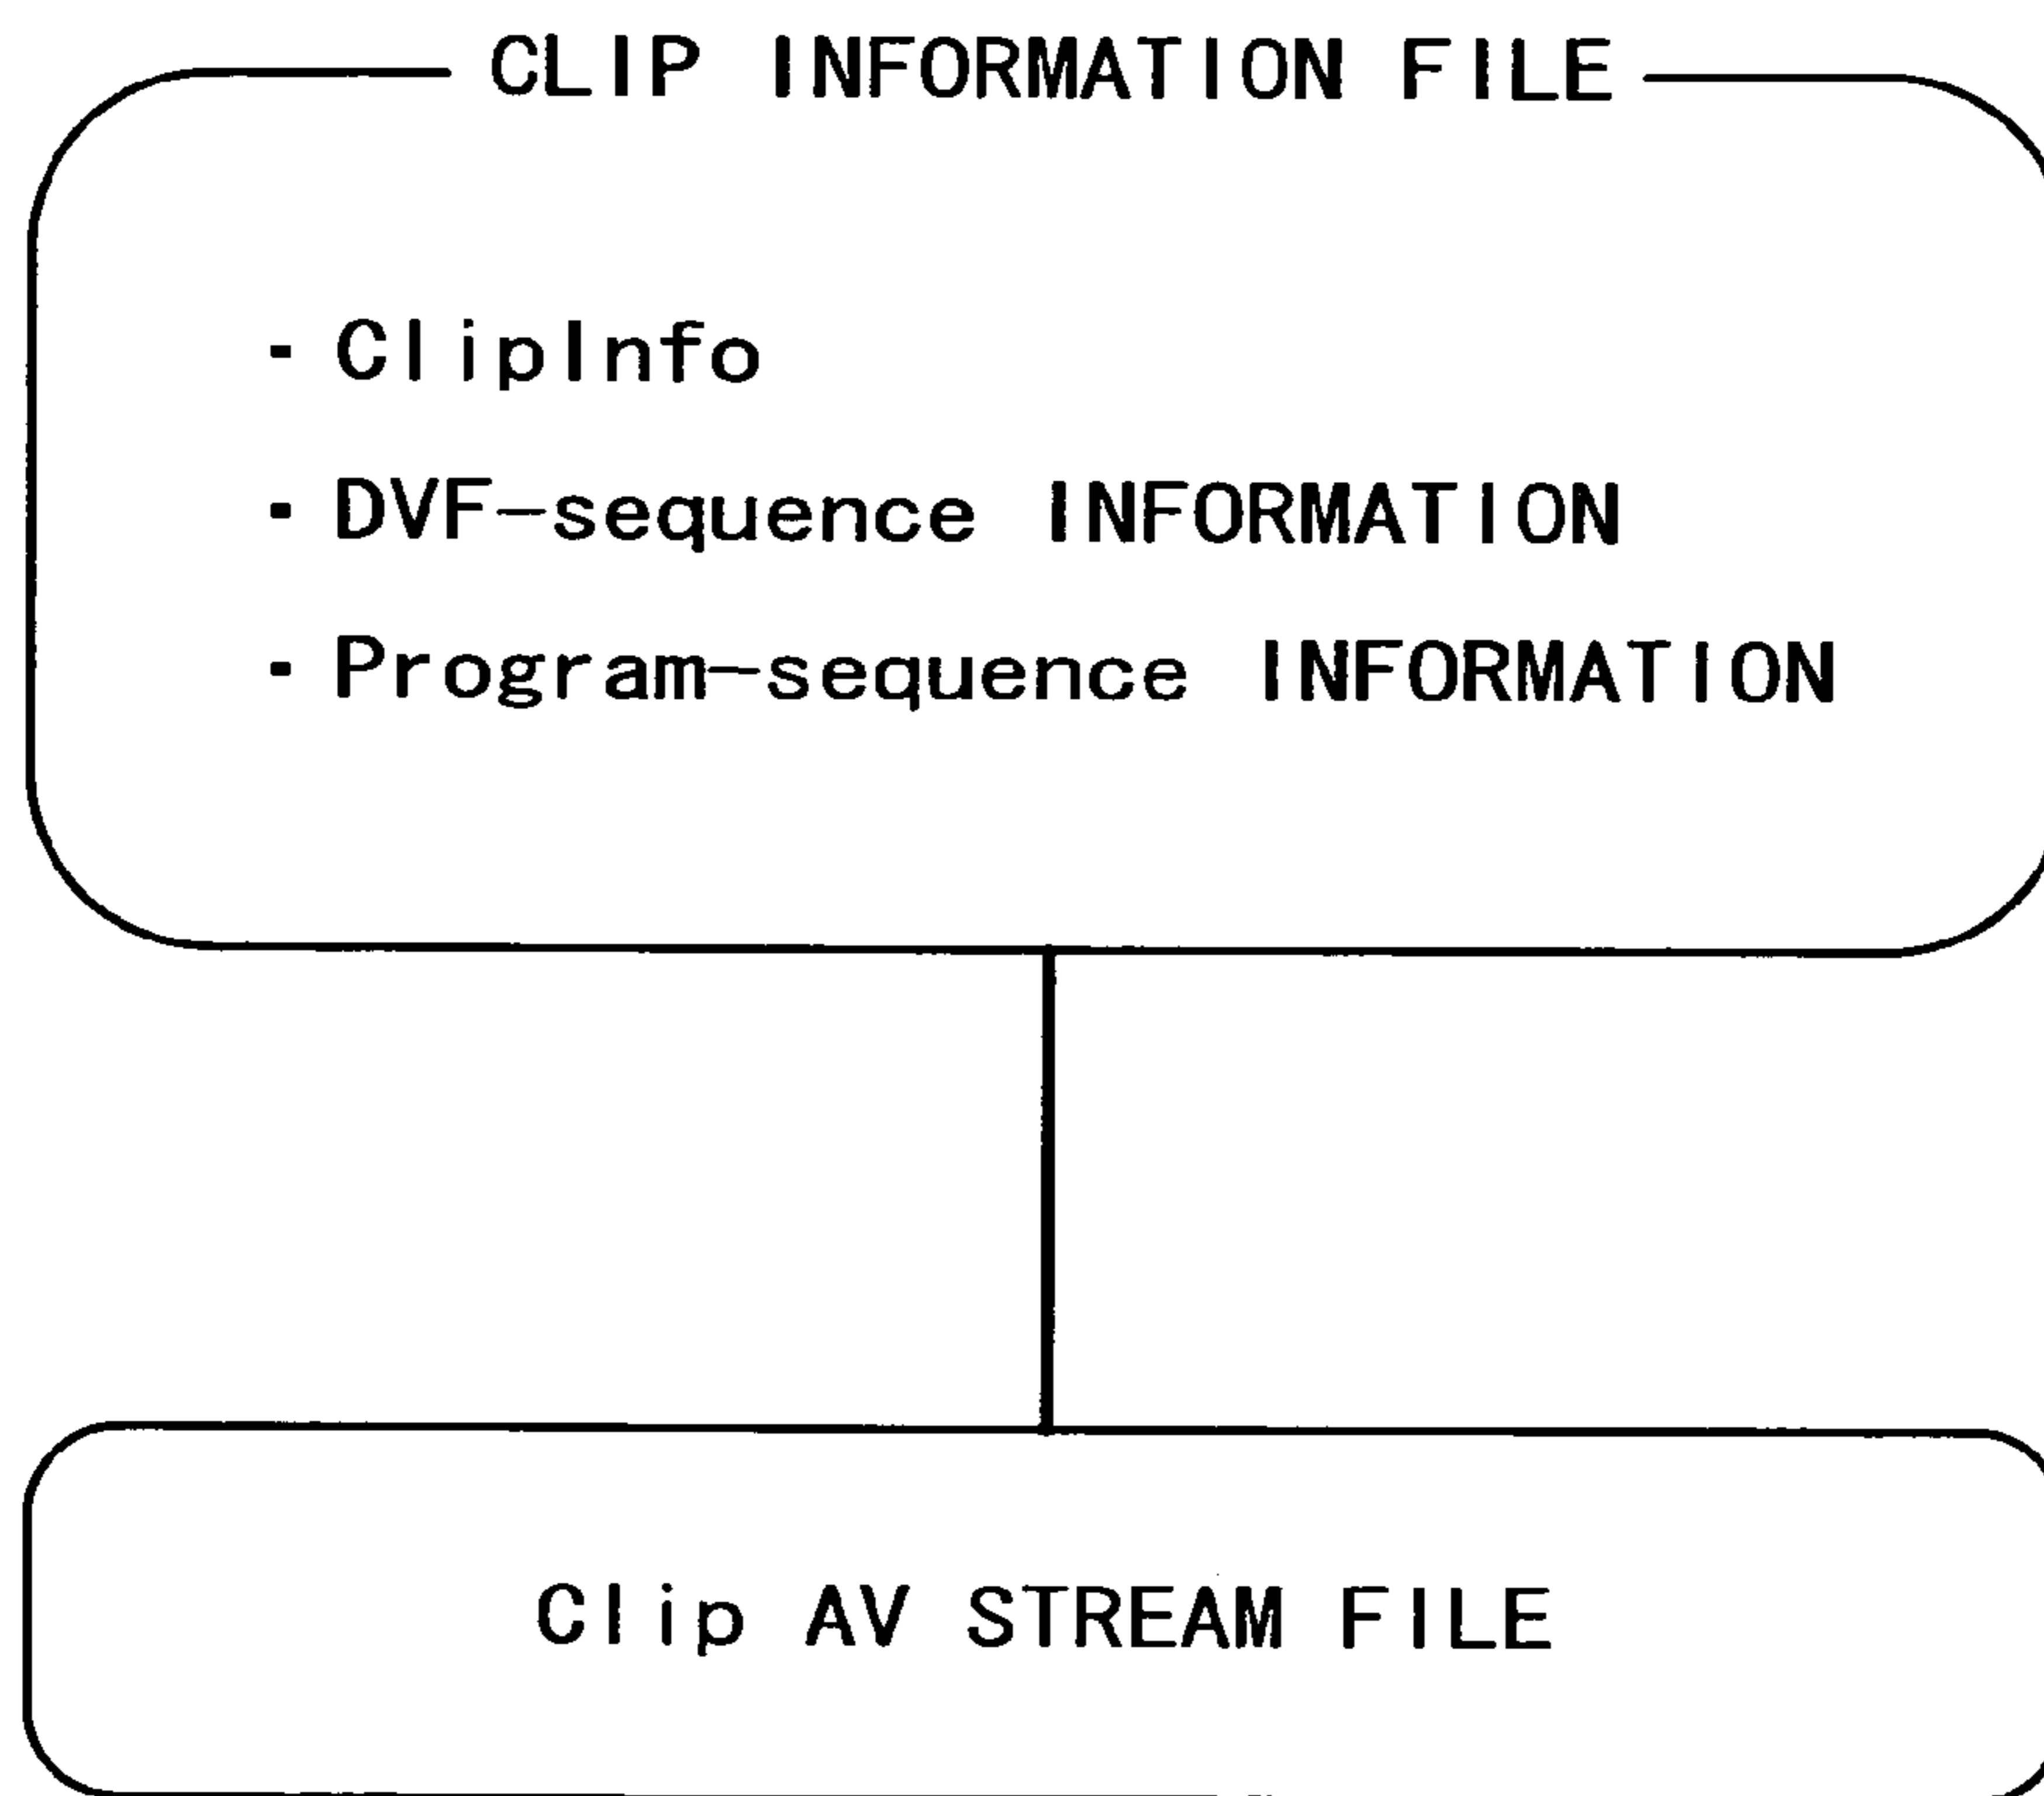 CLIP INFORMATION FILE
· ClipInfo
· DVF-sequence INFORMATION
· Program-sequence INFORMATION
Clip AV STREAM FILE